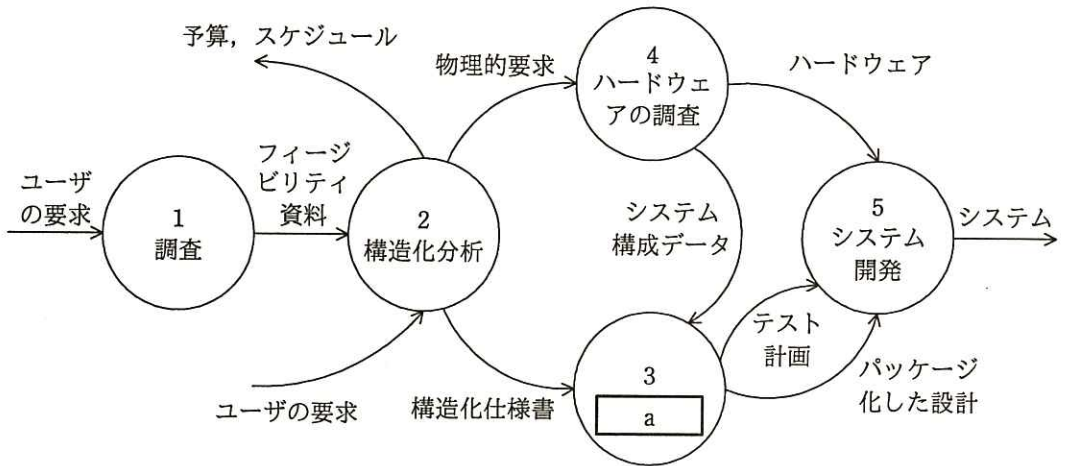 予算，スケジュール
物理的要求
4
ハードウェ
アの調査
ハードウェア
ユーザ
の要求
1
調査
フィージ
ビリティ
資料
2
構造化分析
システム
構成データ
5
システム
開発
システム
ユーザの要求
構造化仕様書
3
a
テスト
計画
パッケージ
化した設計